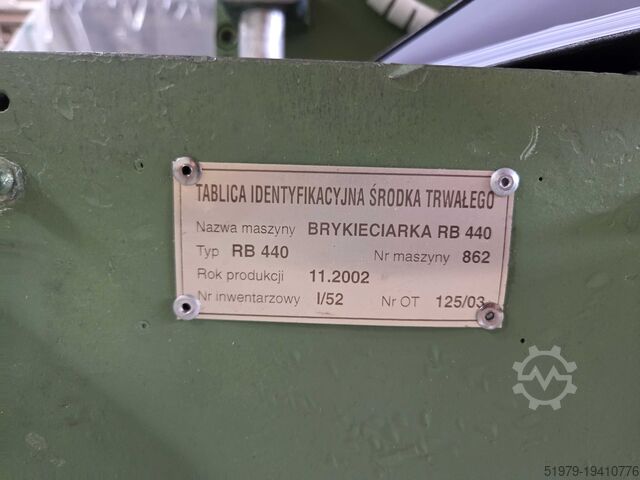 TABLICA IDENTYFIKACYJNA ŚRODKA TRWAŁEGO
Nazwa maszyny BRYKIECIARKA RB 440
Typ RB 440 Nr maszyny 862
Rok produkcji 11.2002
Nr inwentarzowy I/52 Nr OT 125/03
51979-19410776